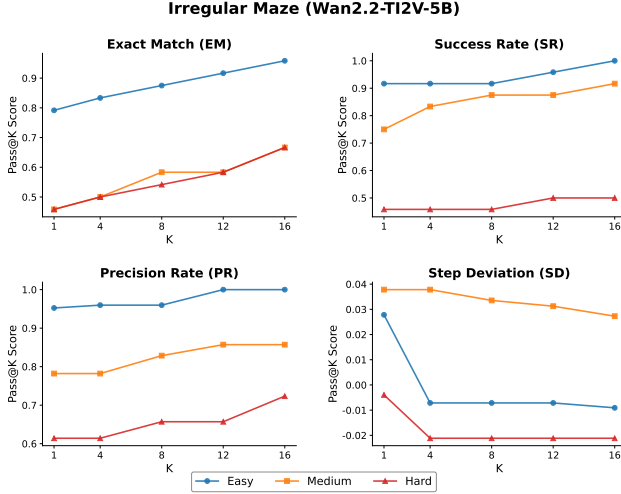 Irregular Maze (Wan2.2-TI2V-5B)
Exact Match (EM)
Pass@K Score
0.9
0.8
0.7
0.6
0.5
1 4 8 12 16
K
Success Rate (SR)
Pass@K Score
1.0
0.9
0.8
0.7
0.6
0.5
1 4 8 12 16
K
Precision Rate (PR)
Pass@K Score
1.0
0.9
0.8
0.7
0.6
1 4 8 12 16
K
Step Deviation (SD)
Pass@K Score
0.04
0.03
0.02
0.01
0.00
-0.01
-0.02
1 4 8 12 16
K
Easy Medium Hard